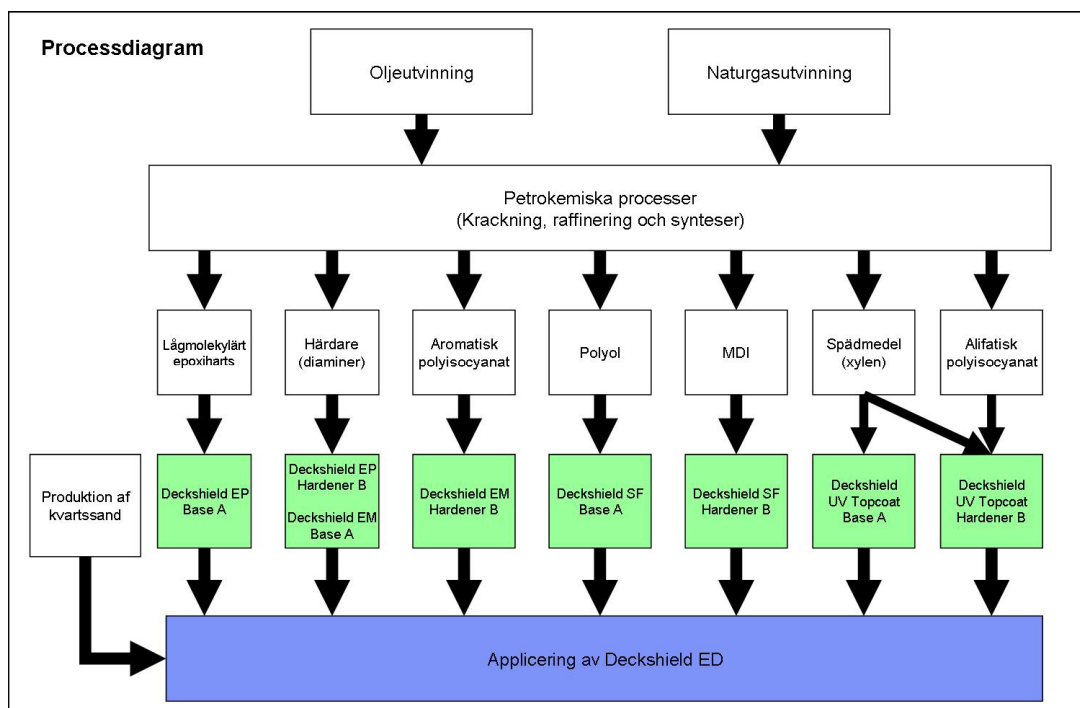 Processdiagram
Oljeutvinning
Naturgasutvinning
Petrokemiska processer
(Krackning, raffinering och synteser)
Lågmolekylärt
epoxiharts
Härdare
(diaminer)
Aromatisk
polyisocyanat
Polyol
MDI
Spädmedel
(xylen)
Alifatisk
polyisocyanat
Produktion af
kvartssand
Deckshield EP
Base A
Deckshield EP
Hardener B
Deckshield EM
Base A
Deckshield EM
Hardener B
Deckshield SF
Base A
Deckshield SF
Hardener B
Deckshield
UV Topcoat
Base A
Deckshield
UV Topcoat
Hardener B
Applicering av Deckshield ED